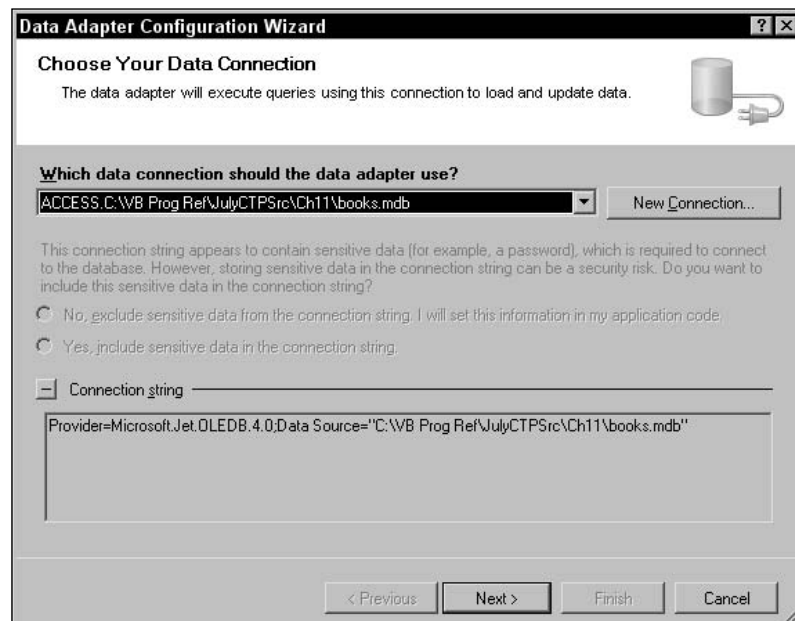 Data Adapter Configuration Wizard
Choose Your Data Connection
The data adapter will execute queries using this connection to load and update data.
Which data connection should the data adapter use?
ACCESS.C:\VB Prog Ref\JulyCTPSrc\Ch11\books.mdb
New Connection...
This connection string appears to contain sensitive data (for example, a password), which is required to connect
to the database. However, storing sensitive data in the connection string can be a security risk. Do you want to
include this sensitive data in the connection string?
No, exclude sensitive data from the connection string. I will set this information in my application code.
Yes, include sensitive data in the connection string.
Connection string
Provider=Microsoft.Jet.OLEDB.4.0;Data Source="C:\VB Prog Ref\JulyCTPSrc\Ch11\books.mdb"
< Previous
Next >
Finish
Cancel